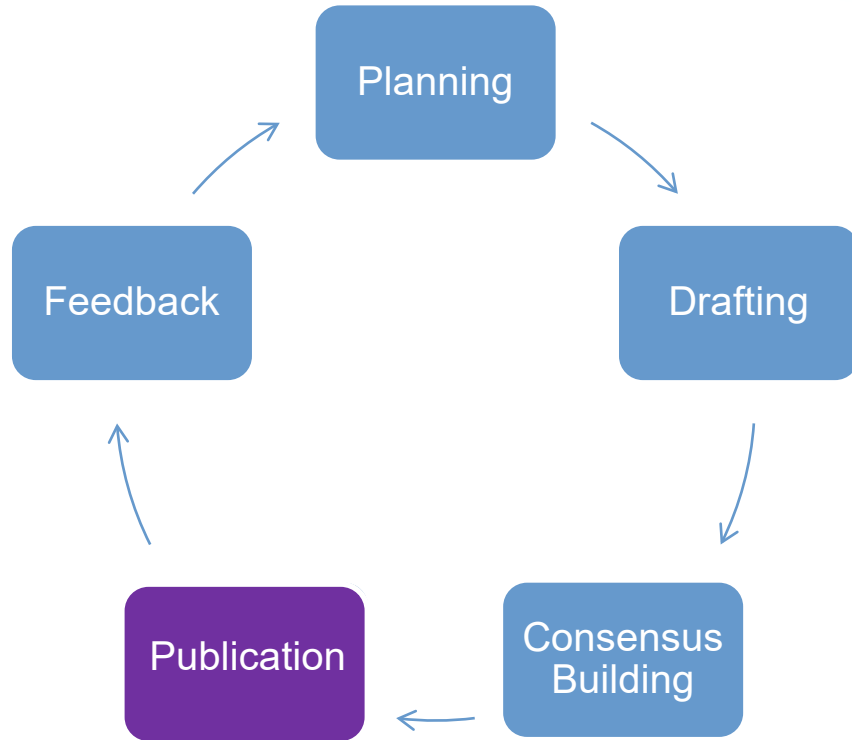 Planning
Drafting
Consensus
Building
Publication
Feedback